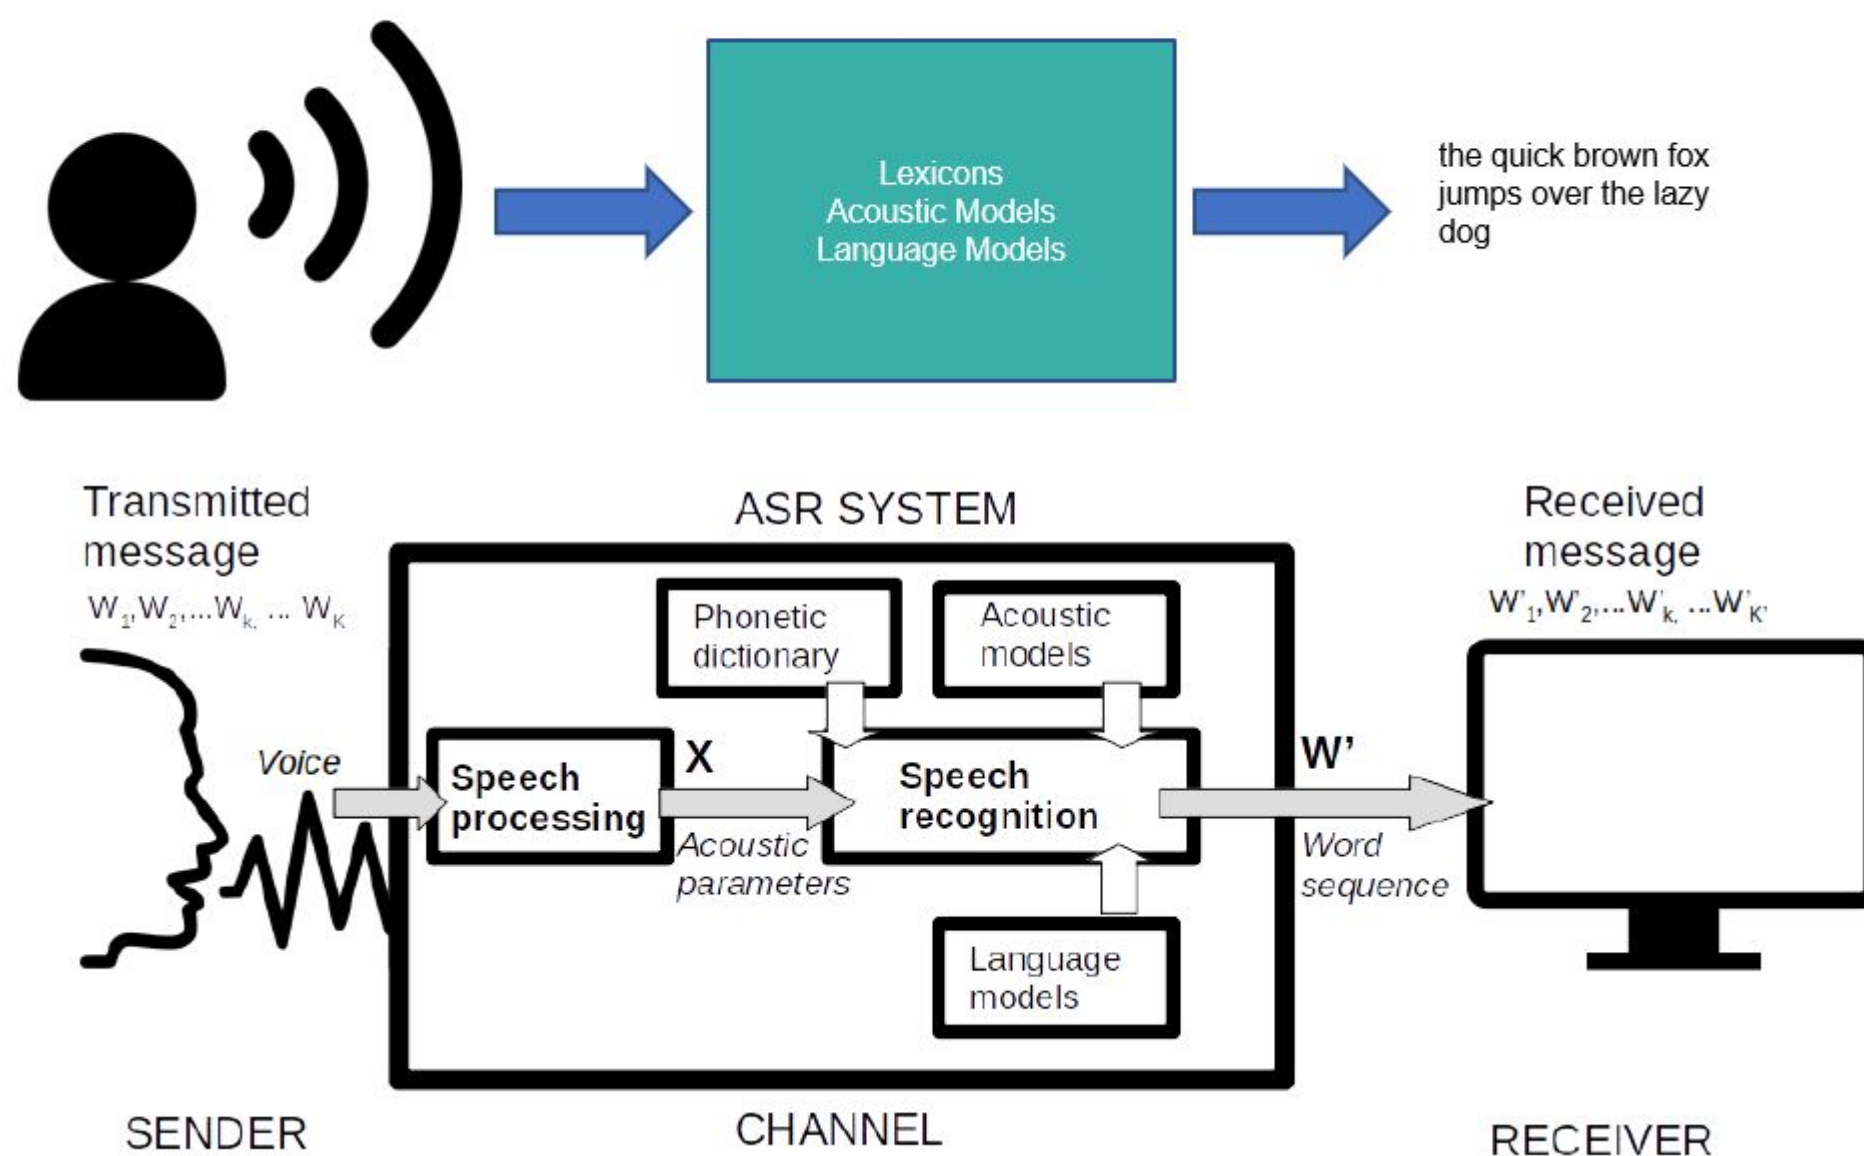 Lexicons
Acoustic Models
Language Models
the quick brown fox
jumps over the lazy
dog
Transmitted
message
W₁,W₂,...Wₖ, ... W_K
ASR SYSTEM
Received
message
W'₁,W'₂,...W'ₖ, ...W'_K'
Phonetic
dictionary
Acoustic
models
Voice
Speech
processing
X
Acoustic
parameters
Speech
recognition
W’
Word
sequence
Language
models
SENDER
CHANNEL
RECEIVER